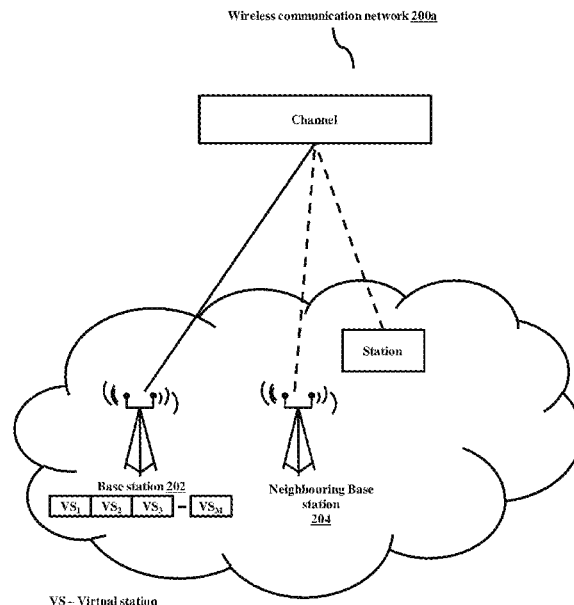 Wireless communication network 200a
Channel
Station
Base station 202
VS1 VS2 VS3 – VSM
Neighbouring Base
station
204
VS – Virtual station